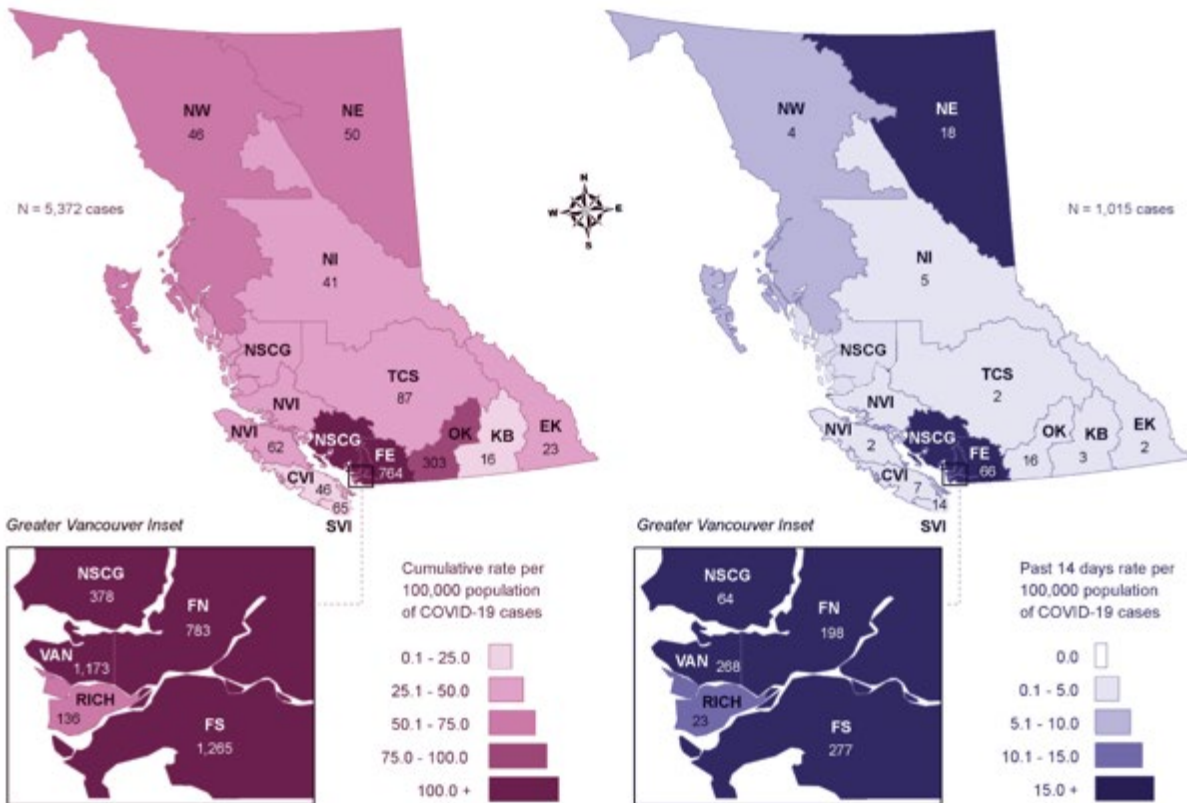 NW
46
NE
50
N = 5,372 cases
NI
41
NSCG
TCS
87
NVI
NVI
62
NSCG
FE
764
OK
303
KB
16
EK
23
CVI
46
65
SVI
Greater Vancouver Inset
NSCG
378
FN
783
VAN
1,173
RICH
136
FS
1,265
Cumulative rate per
100,000 population
of COVID-19 cases
0.1 - 25.0
25.1 - 50.0
50.1 - 75.0
75.0 - 100.0
100.0 +
N
W
E
S
NW
4
NE
18
N = 1,015 cases
NI
5
NSCG
TCS
2
NVI
NVI
2
NSCG
FE
66
OK
16
KB
3
EK
2
CVI
7
14
SVI
Greater Vancouver Inset
NSCG
64
FN
198
VAN
268
RICH
23
FS
277
Past 14 days rate per
100,000 population
of COVID-19 cases
0.0
0.1 - 5.0
5.1 - 10.0
10.1 - 15.0
15.0 +